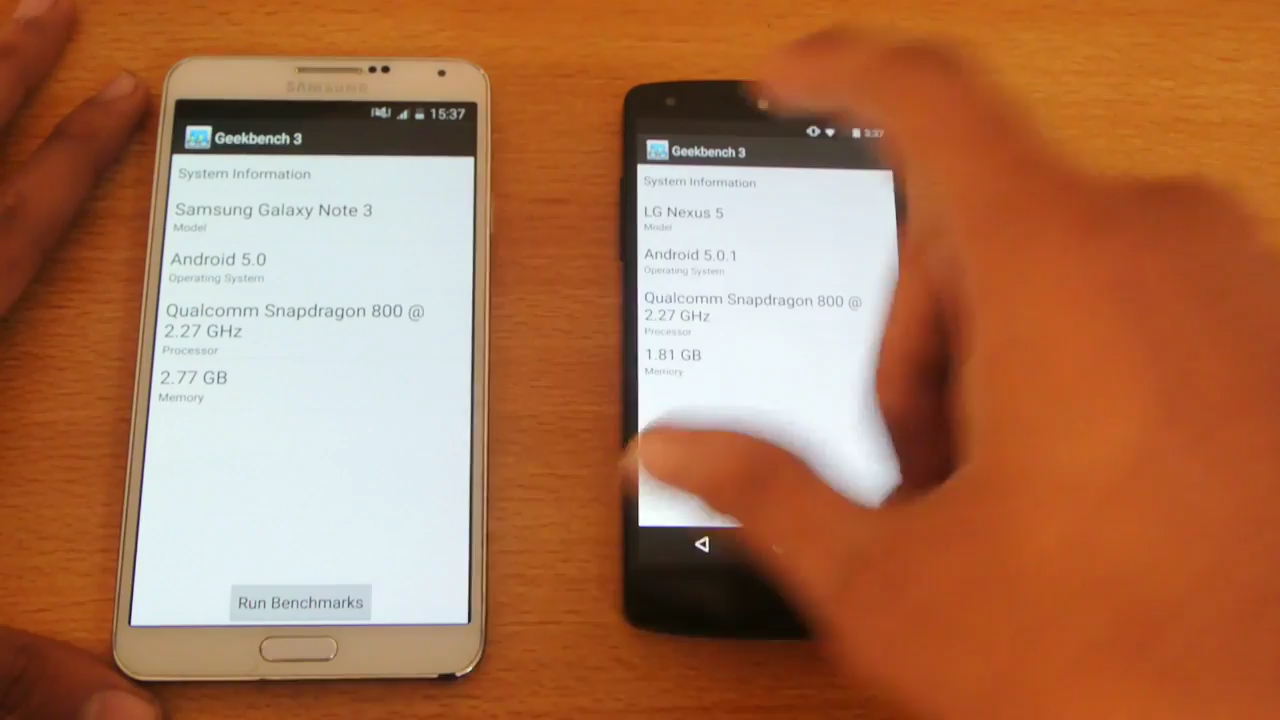 SAMSUNG
15:37
Geekbench 3
System Information
Samsung Galaxy Note 3
Model
Android 5.0
Operating System
Qualcomm Snapdragon 800 @
2.27 GHz
Processor
2.77 GB
Memory
Run Benchmarks
3:37
Geekbench 3
System Information
LG Nexus 5
Model
Android 5.0.1
Operating System
Qualcomm Snapdragon 800 @
2.27 GHz
Processor
1.81 GB
Memory